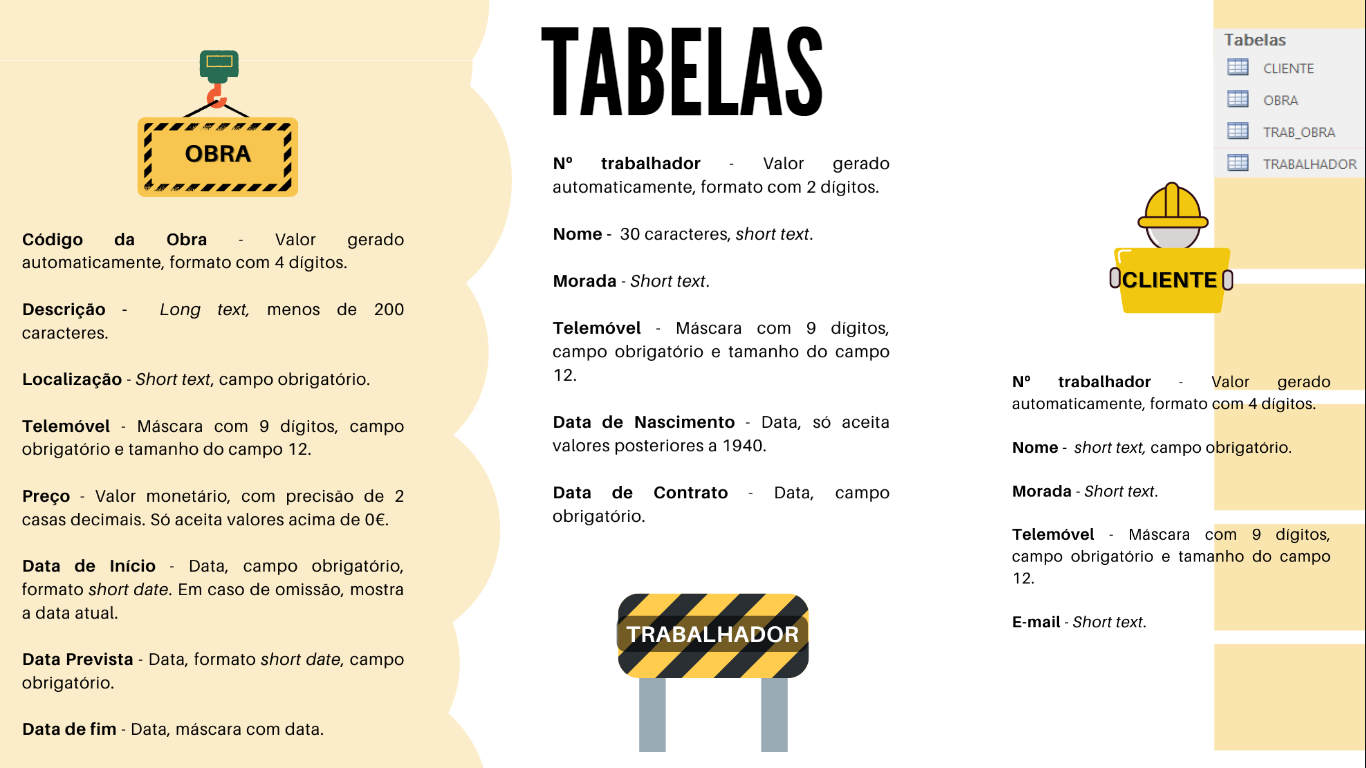 TABELAS
OBRA
Código da Obra - Valor gerado
automaticamente, formato com 4 dígitos.
Descrição - Long text, menos de 200
caracteres.
Localização - Short text, campo obrigatório.
Telemóvel - Máscara com 9 dígitos, campo
obrigatório e tamanho do campo 12.
Preço - Valor monetário, com precisão de 2
casas decimais. Só aceita valores acima de 0€.
Data de Início - Data, campo obrigatório,
formato short date. Em caso de omissão, mostra
a data atual.
Data Prevista - Data, formato short date, campo
obrigatório.
Data de fim - Data, máscara com data.
Nº trabalhador - Valor gerado
automaticamente, formato com 2 dígitos.
Nome - 30 caracteres, short text.
Morada - Short text.
Telemóvel - Máscara com 9 dígitos,
campo obrigatório e tamanho do campo
12.
Data de Nascimento - Data, só aceita
valores posteriores a 1940.
Data de Contrato - Data, campo
obrigatório.
TRABALHADOR
Tabelas
CLIENTE
OBRA
TRAB_OBRA
TRABALHADOR
CLIENTE
Nº trabalhador - Valor gerado
automaticamente, formato com 4 dígitos.
Nome - short text, campo obrigatório.
Morada - Short text.
Telemóvel - Máscara com 9 dígitos,
campo obrigatório e tamanho do campo
12.
E-mail - Short text.